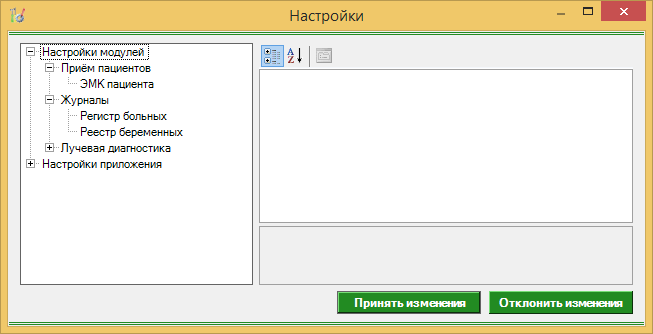 Настройки
Настройки модулей
Приём пациентов
ЭМК пациента
Журналы
Регистр больных
Реестр беременных
Лучевая диагностика
Настройки приложения
A
Z
Принять изменения
Отклонить изменения